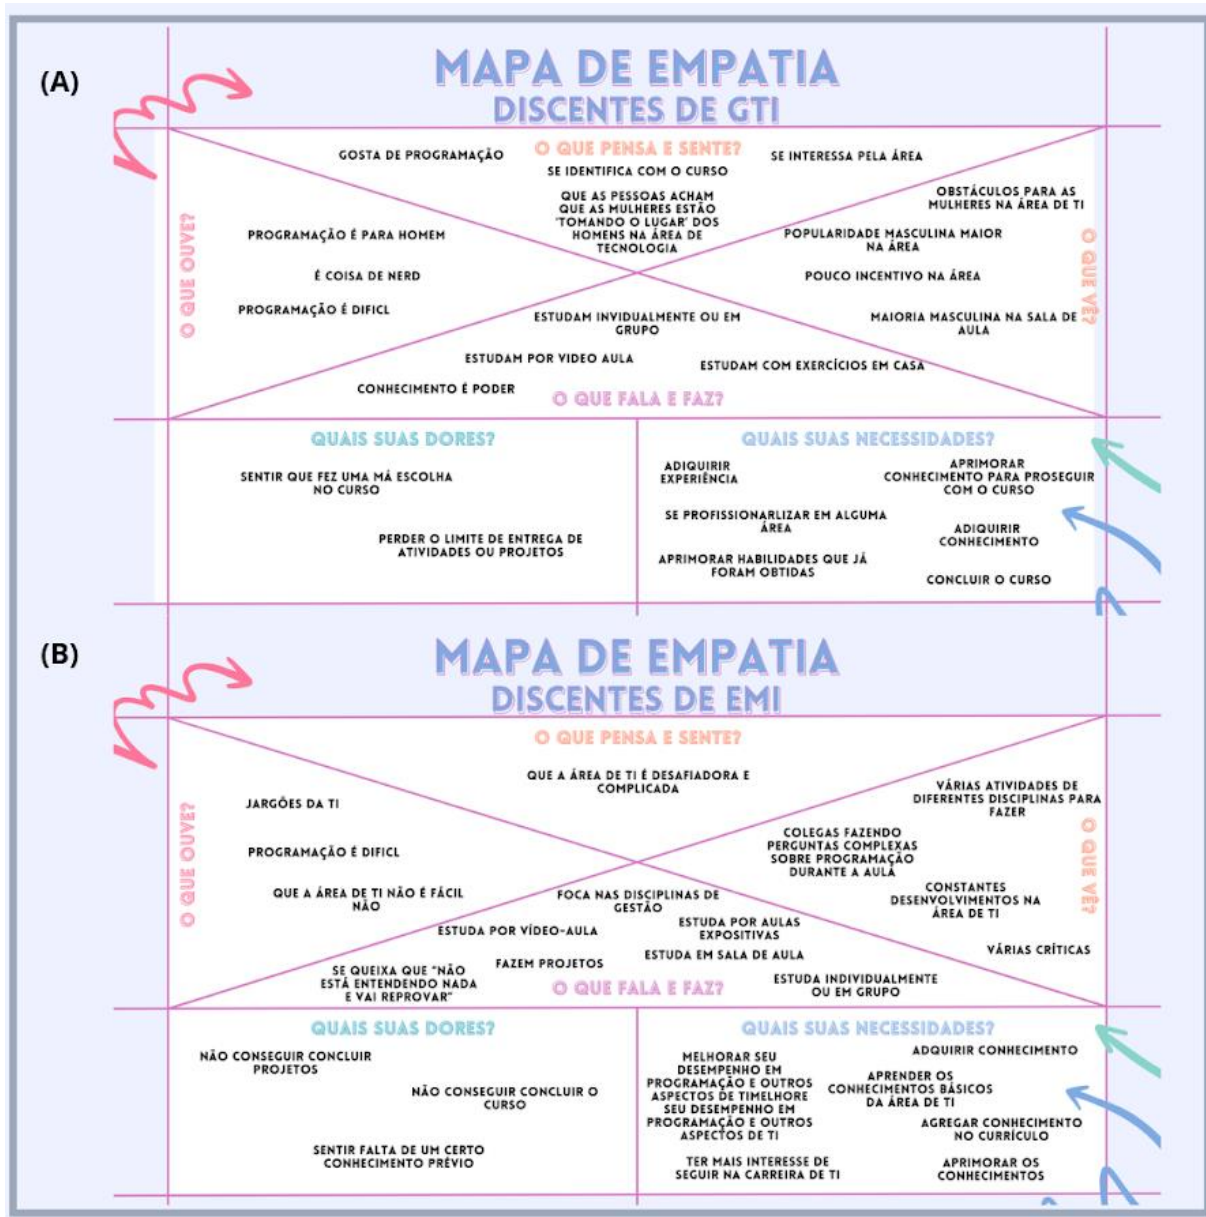 (A)
MAPA DE EMPATIA
DISCENTES DE GTI
O QUE PENSA E SENTE?
GOSTA DE PROGRAMAÇÃO
SE IDENTIFICA COM O CURSO
SE INTERESSA PELA ÁREA
QUE AS PESSOAS ACHAM
QUE AS MULHERES ESTÃO
'TOMANDO O LUGAR' DOS
HOMENS NA ÁREA DE
TECNOLOGIA
O QUE OUVE?
PROGRAMAÇÃO É PARA HOMEM
É COISA DE NERD
PROGRAMAÇÃO É DIFICL
O QUE VÊ?
OBSTÁCULOS PARA AS
MULHERES NA ÁREA DE TI
POPULARIDADE MASCULINA MAIOR
NA ÁREA
POUCO INCENTIVO NA ÁREA
MAIORIA MASCULINA NA SALA DE
AULA
ESTUDAM INVIDUALMENTE OU EM
GRUPO
ESTUDAM POR VIDEO AULA
ESTUDAM COM EXERCÍCIOS EM CASA
CONHECIMENTO É PODER
O QUE FALA E FAZ?
QUAIS SUAS DORES?
SENTIR QUE FEZ UMA MÁ ESCOLHA
NO CURSO
PERDER O LIMITE DE ENTREGA DE
ATIVIDADES OU PROJETOS
QUAIS SUAS NECESSIDADES?
ADIQUIRIR
EXPERIÊNCIA
APRIMORAR
CONHECIMENTO PARA PROSEGUIR
COM O CURSO
SE PROFISSIONARLIZAR EM ALGUMA
ÁREA
ADIQUIRIR
CONHECIMENTO
APRIMORAR HABILIDADES QUE JÁ
FORAM OBTIDAS
CONCLUIR O CURSO
(B)
MAPA DE EMPATIA
DISCENTES DE EMI
O QUE PENSA E SENTE?
QUE A ÁREA DE TI É DESAFIADORA E
COMPLICADA
O QUE OUVE?
JARGÕES DA TI
PROGRAMAÇÃO É DIFICL
QUE A ÁREA DE TI NÃO É FÁCIL
NÃO
O QUE VÊ?
VÁRIAS ATIVIDADES DE
DIFERENTES DISCIPLINAS PARA
FAZER
COLEGAS FAZENDO
PERGUNTAS COMPLEXAS
SOBRE PROGRAMAÇÃO
DURANTE A AULA
CONSTANTES
DESENVOLVIMENTOS NA
ÁREA DE TI
VÁRIAS CRÍTICAS
FOCA NAS DISCIPLINAS DE
GESTÃO
ESTUDA POR VÍDEO-AULA
ESTUDA POR AULAS
EXPOSITIVAS
FAZEM PROJETOS
ESTUDA EM SALA DE AULA
SE QUEIXA QUE "NÃO
ESTÁ ENTENDENDO NADA
E VAI REPROVAR"
ESTUDA INDIVIDUALMENTE
OU EM GRUPO
O QUE FALA E FAZ?
QUAIS SUAS DORES?
NÃO CONSEGUIR CONCLUIR
PROJETOS
NÃO CONSEGUIR CONCLUIR O
CURSO
SENTIR FALTA DE UM CERTO
CONHECIMENTO PRÉVIO
QUAIS SUAS NECESSIDADES?
MELHORAR SEU
DESEMPENHO EM
PROGRAMAÇÃO E OUTROS
ASPECTOS DE TIMELHORE
SEU DESEMPENHO EM
PROGRAMAÇÃO E OUTROS
ASPECTOS DE TI
ADQUIRIR CONHECIMENTO
APRENDER OS
CONHECIMENTOS BÁSICOS
DA ÁREA DE TI
AGREGAR CONHECIMENTO
NO CURRÍCULO
TER MAIS INTERESSE DE
SEGUIR NA CARREIRA DE TI
APRIMORAR OS
CONHECIMENTOS